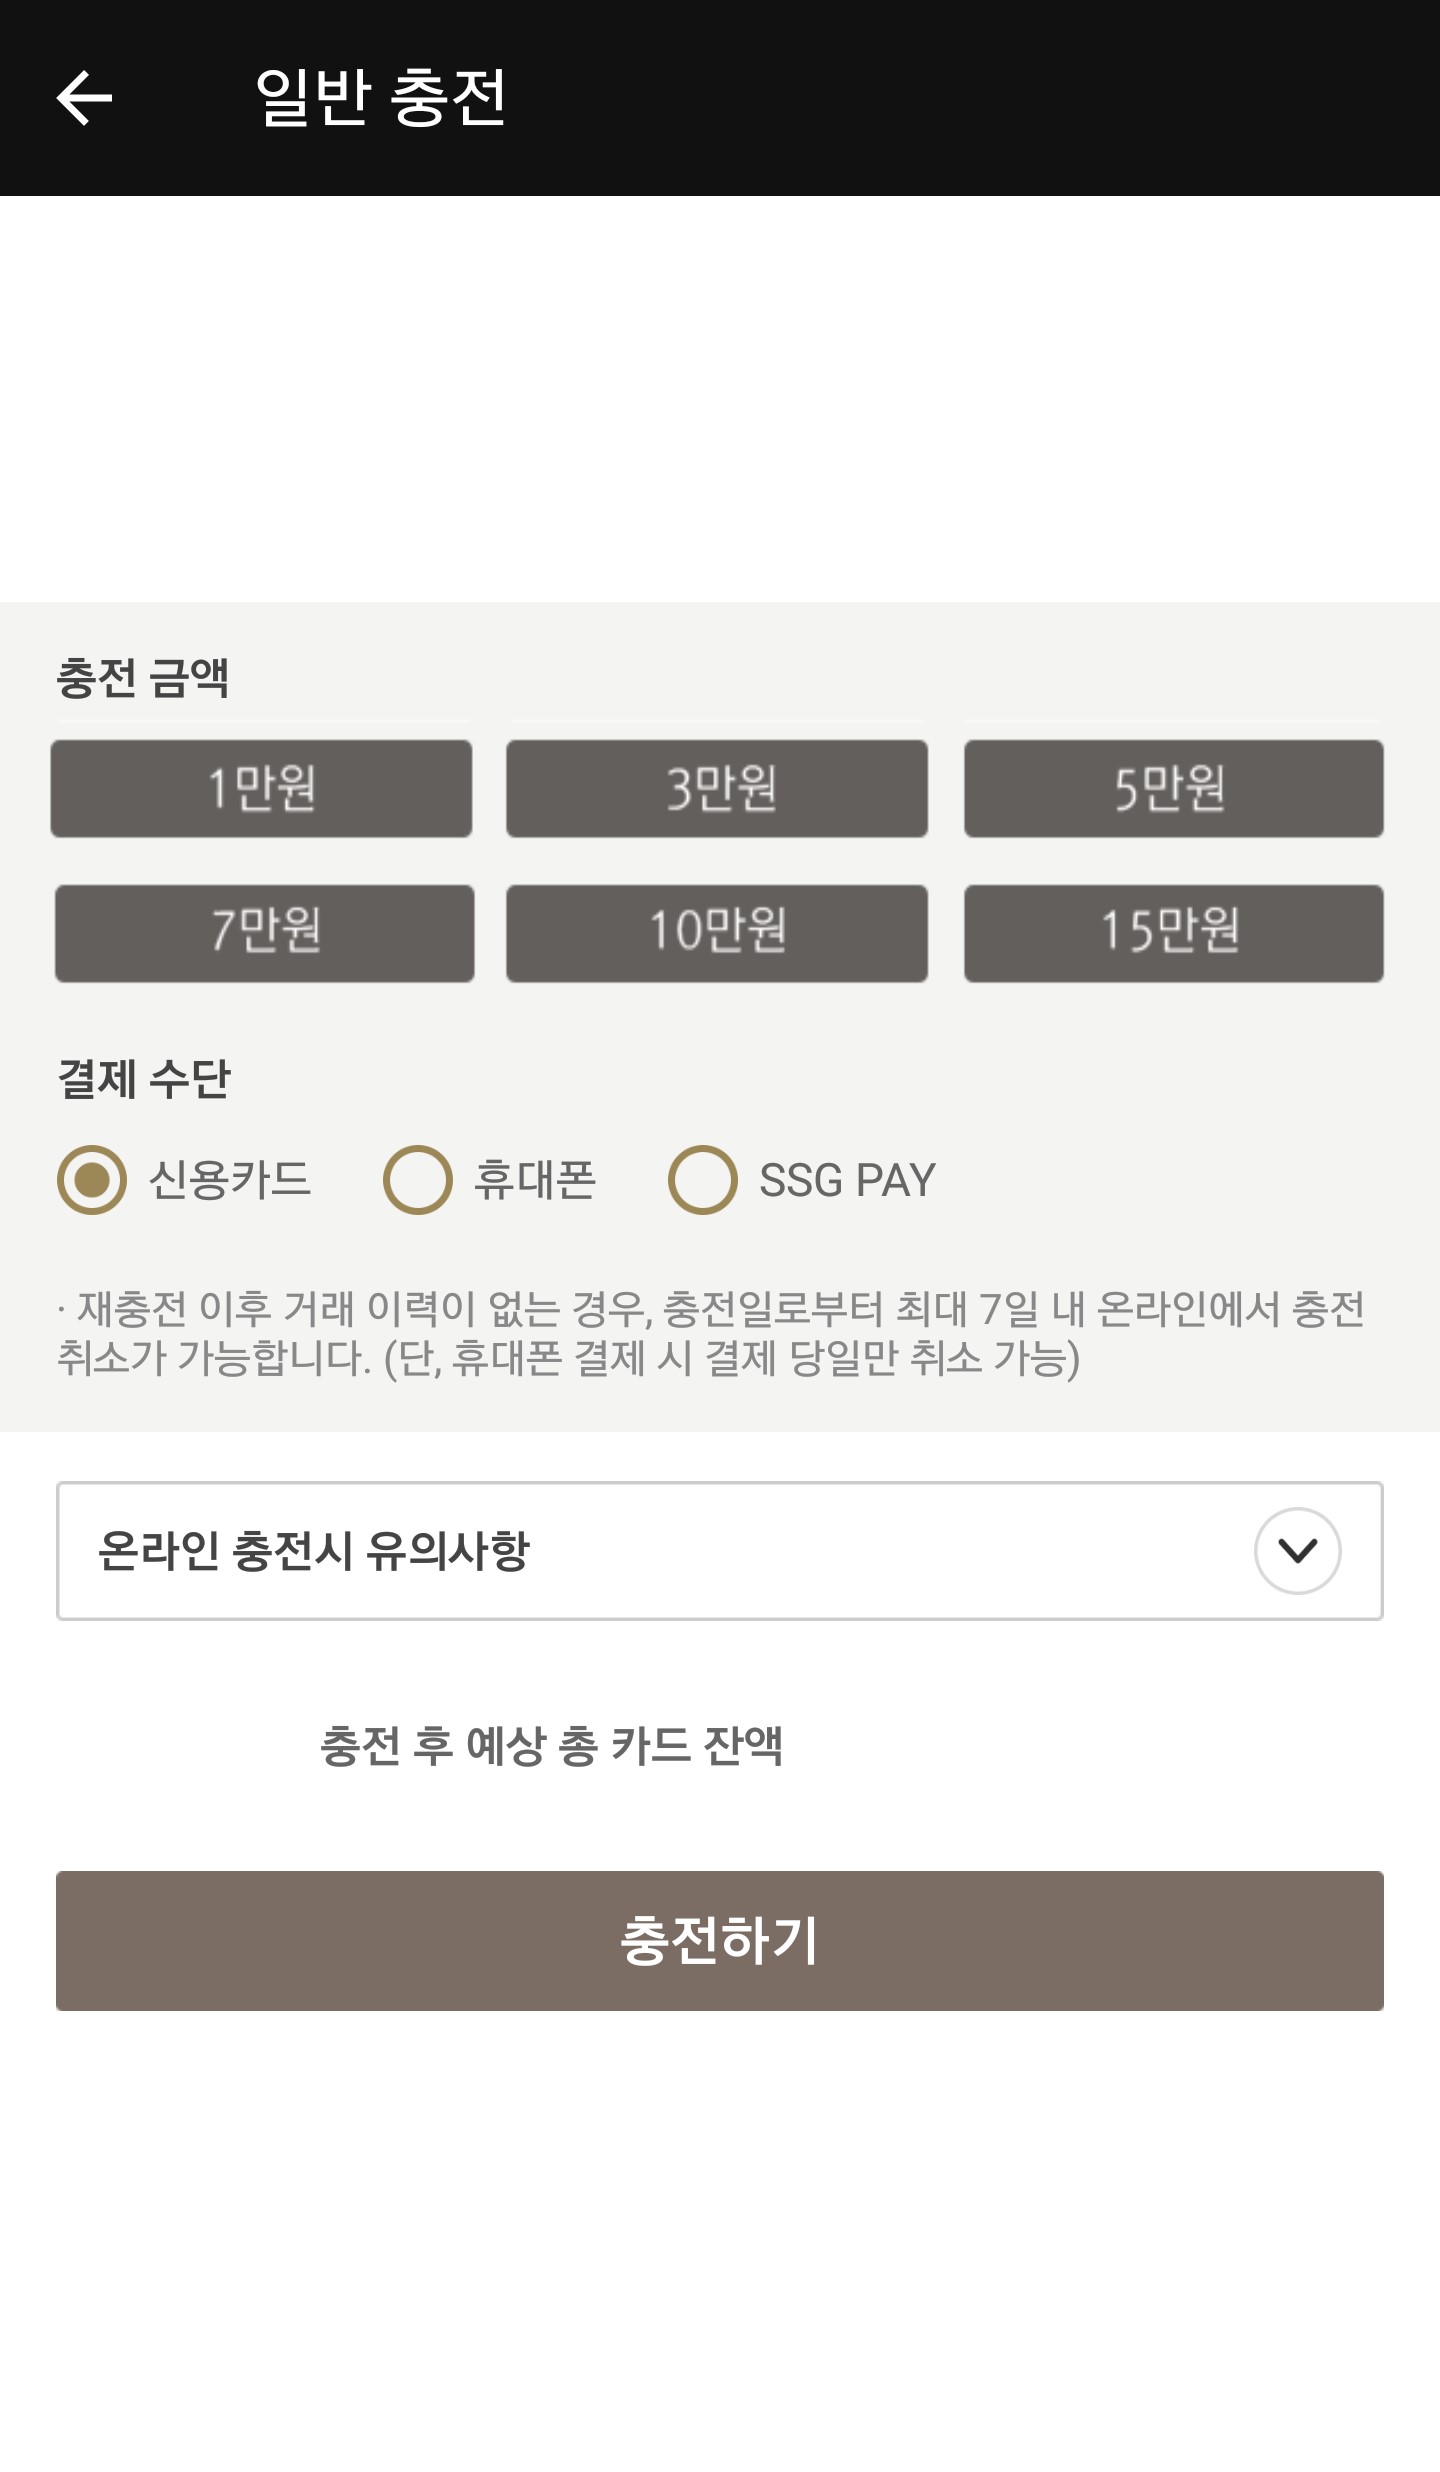 일반 충전
충전 금액
1만원 3만원 5만원
7만원 10만원 15만원
결제 수단
신용카드 휴대폰 SSG PAY
· 재충전 이후 거래 이력이 없는 경우, 충전일로부터 최대 7일 내 온라인에서 충전
취소가 가능합니다. (단, 휴대폰 결제 시 결제 당일만 취소 가능)
온라인 충전시 유의사항
충전 후 예상 총 카드 잔액
충전하기